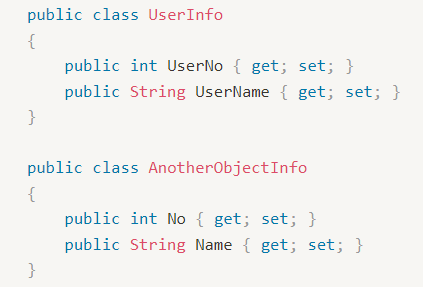 public class UserInfo
{
    public int UserNo { get; set; }
    public String UserName { get; set; }
}

public class AnotherObjectInfo
{
    public int No { get; set; }
    public String Name { get; set; }
}